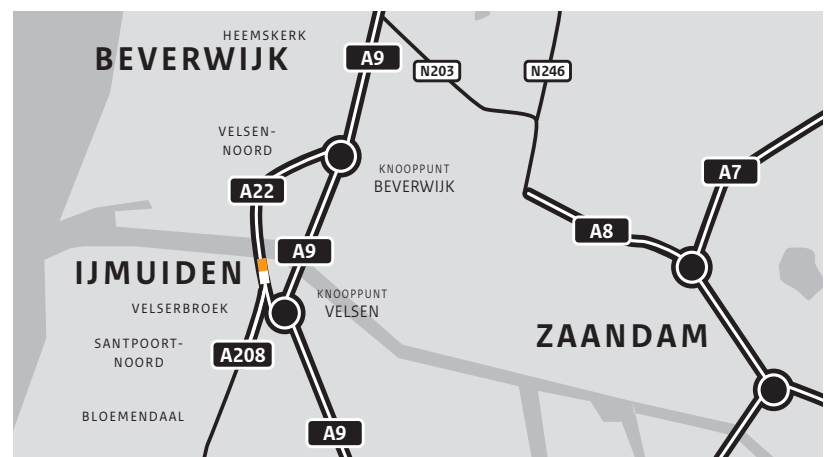 HEEMSKERK
BEVERWIJK
A9
N203
N246
VELSEN-
NOORD
KNOOPPUNT
BEVERWIJK
A7
A22
A8
A9
IJMUIDEN
KNOOPPUNT
VELSEN
VELSERBROEK
ZAANDAM
SANTPOORT-
NOORD
A208
BLOEMENDAAL
A9